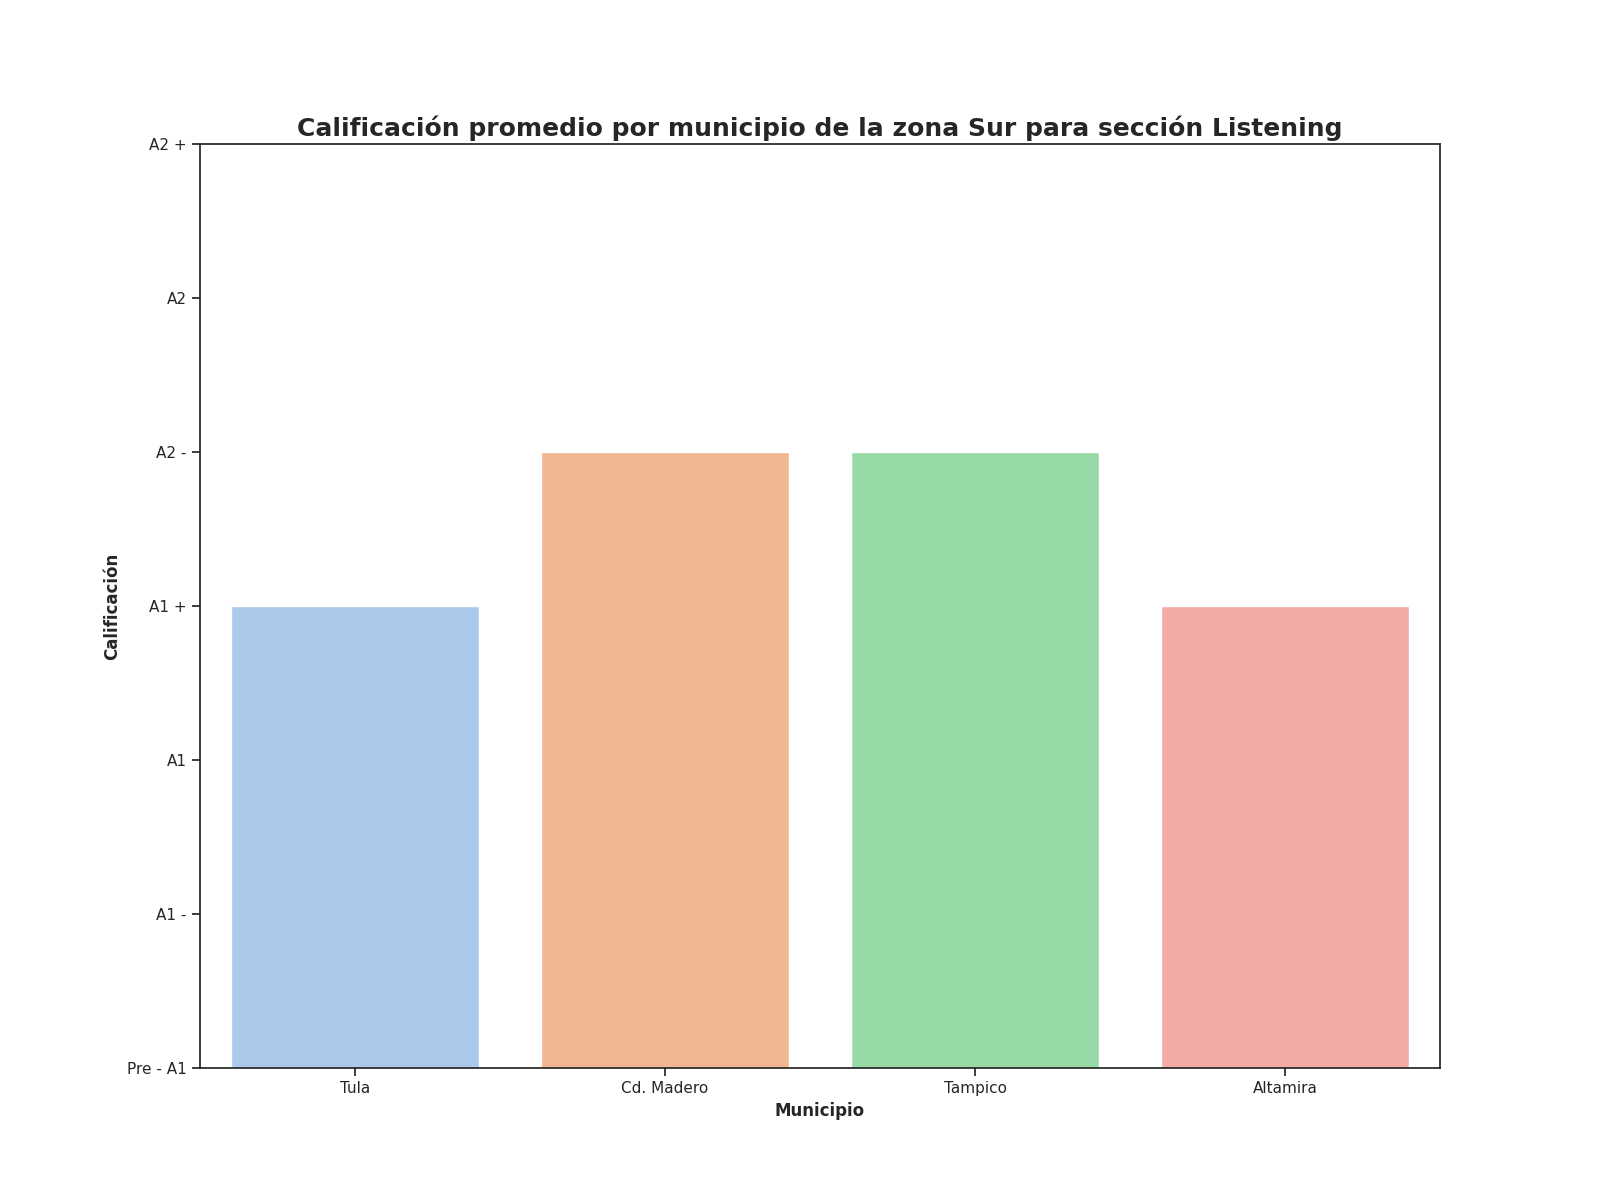 Calificación promedio por municipio de la zona Sur para sección Listening
Calificación
A2 +
A2
A2 -
A1 +
A1
A1 -
Pre - A1
Tula
Cd. Madero
Tampico
Altamira
Municipio